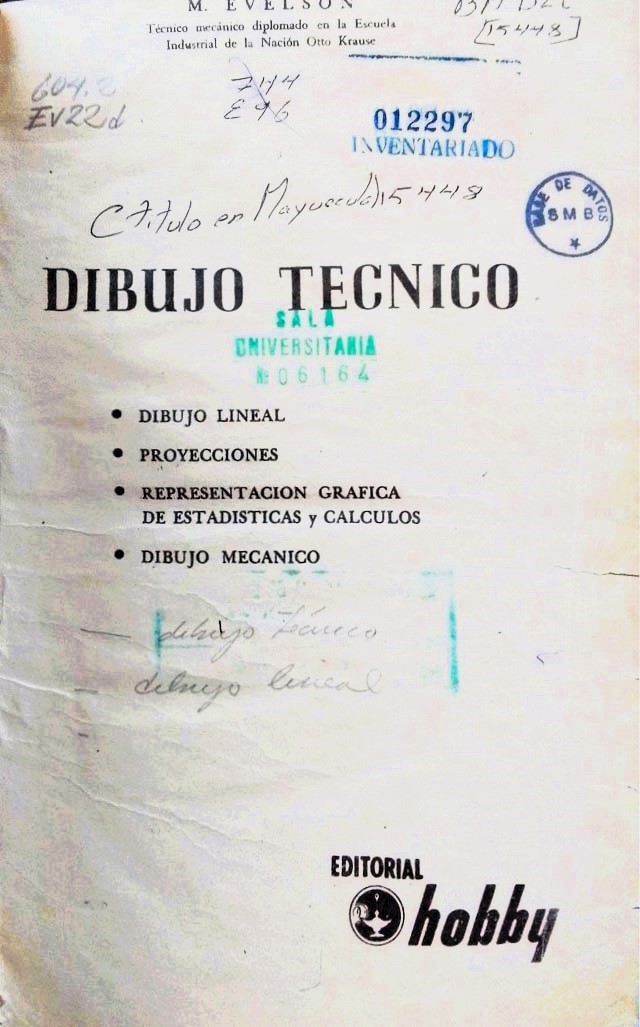 M. EVELSON
Técnico mecánico diplomado en la Escuela
Industrial de la Nación Otto Krause
[15448]
604.2
EV22d
744
E96
012297
INVENTARIADO
C título en Mayuscula 15448
BASE DE DATOS
SMB
DIBUJO TECNICO
SALA
UNIVERSITARIA
№ 06164
• DIBUJO LINEAL
• PROYECCIONES
• REPRESENTACION GRAFICA
DE ESTADISTICAS y CALCULOS
• DIBUJO MECANICO
— dibujo técnico
— dibujo lineal
EDITORIAL
hobby